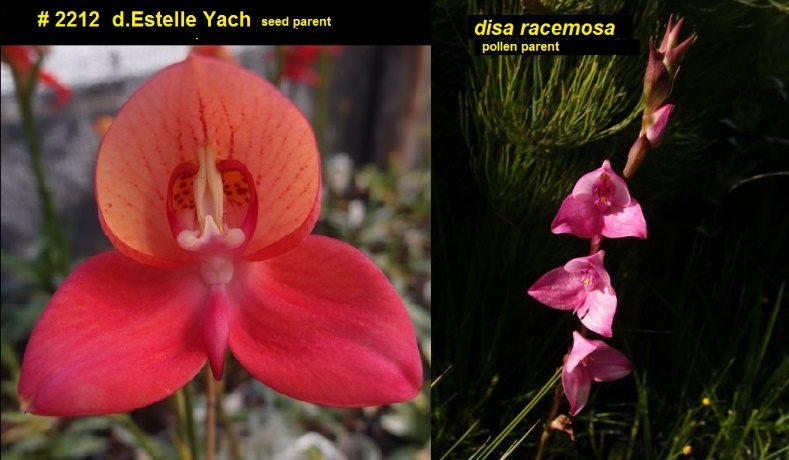 # 2212 d.Estelle Yach seed parent
disa racemosa
pollen parent